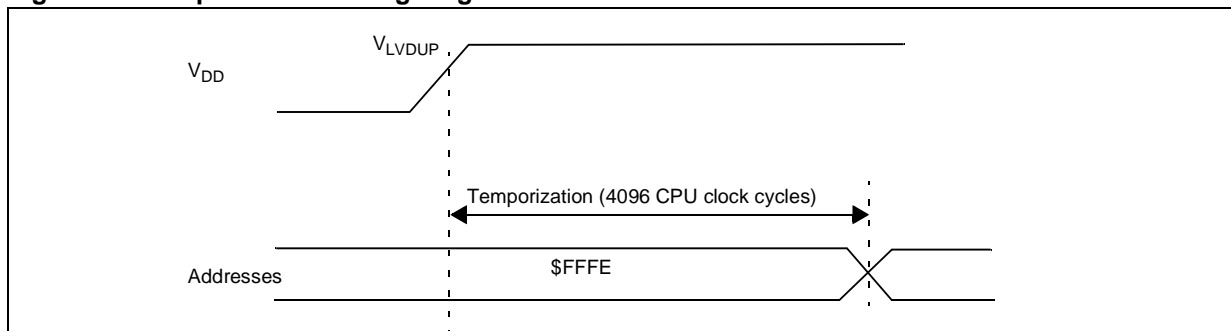 V_LVDUP
V_DD
Temporization (4096 CPU clock cycles)
$FFFE
Addresses